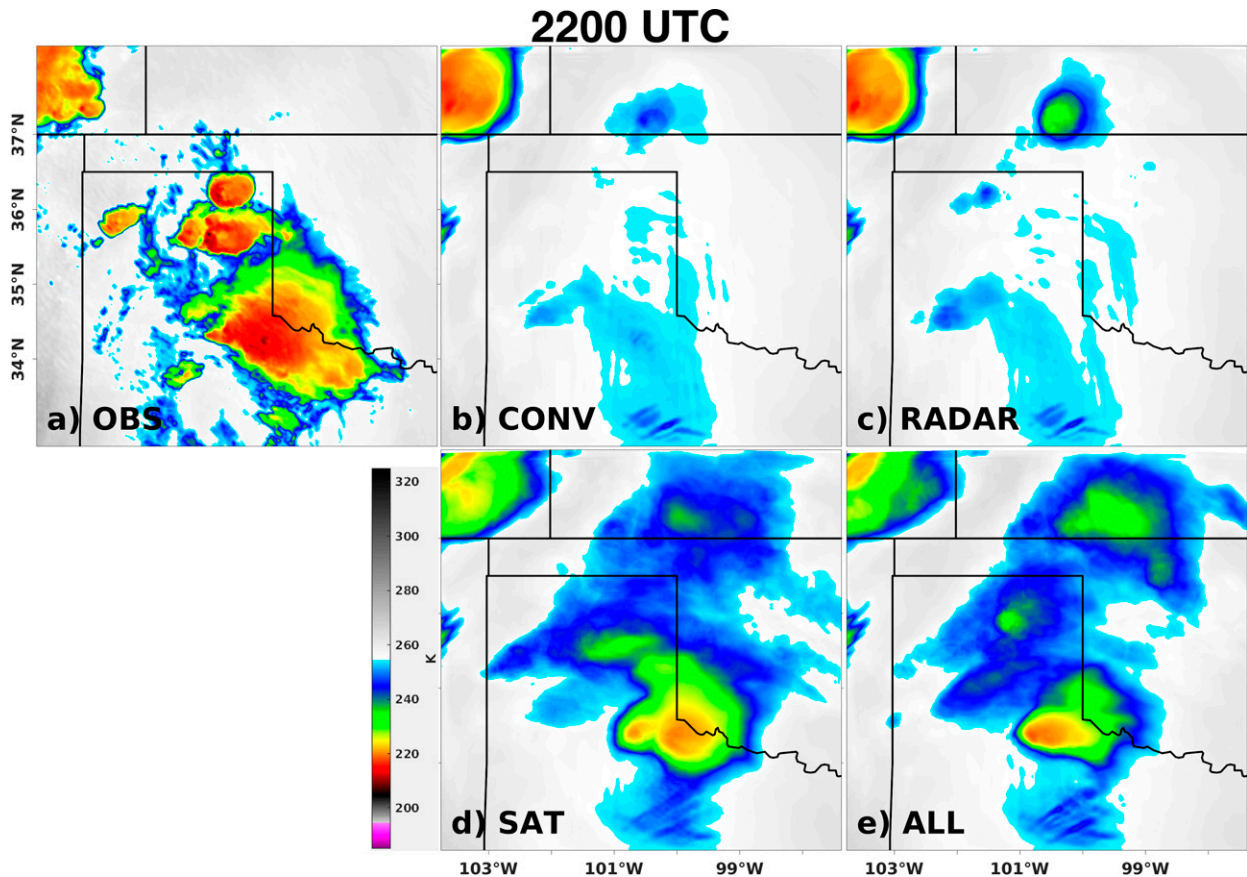 2200 UTC
37°N
36°N
35°N
34°N
a) OBS
b) CONV
c) RADAR
320
300
280
260
240
220
200
K
d) SAT
e) ALL
103°W
101°W
99°W
103°W
101°W
99°W